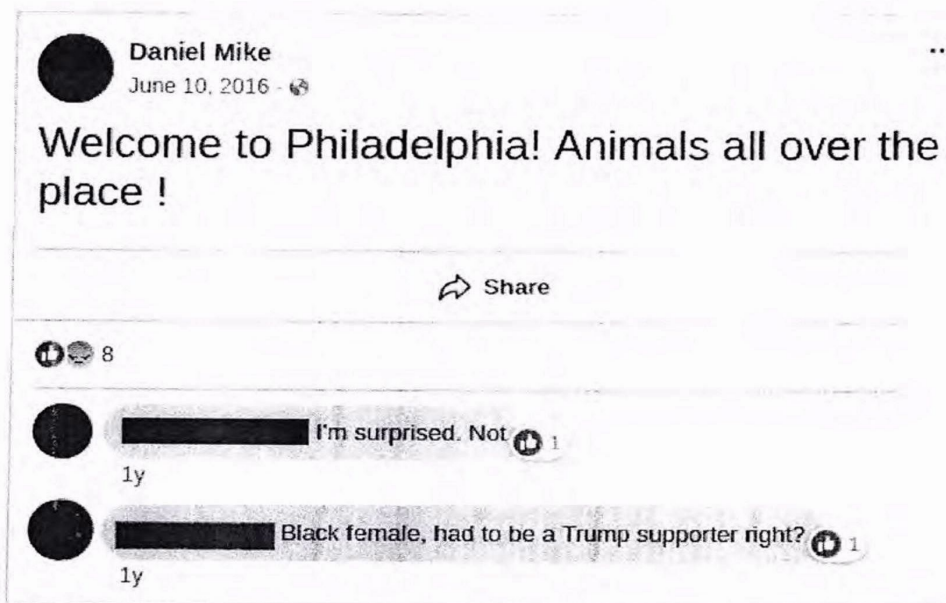 Daniel Mike
June 10, 2016 ·
Welcome to Philadelphia! Animals all over the
place !
Share
8
I'm surprised. Not 1
1y
Black female, had to be a Trump supporter right? 1
1y